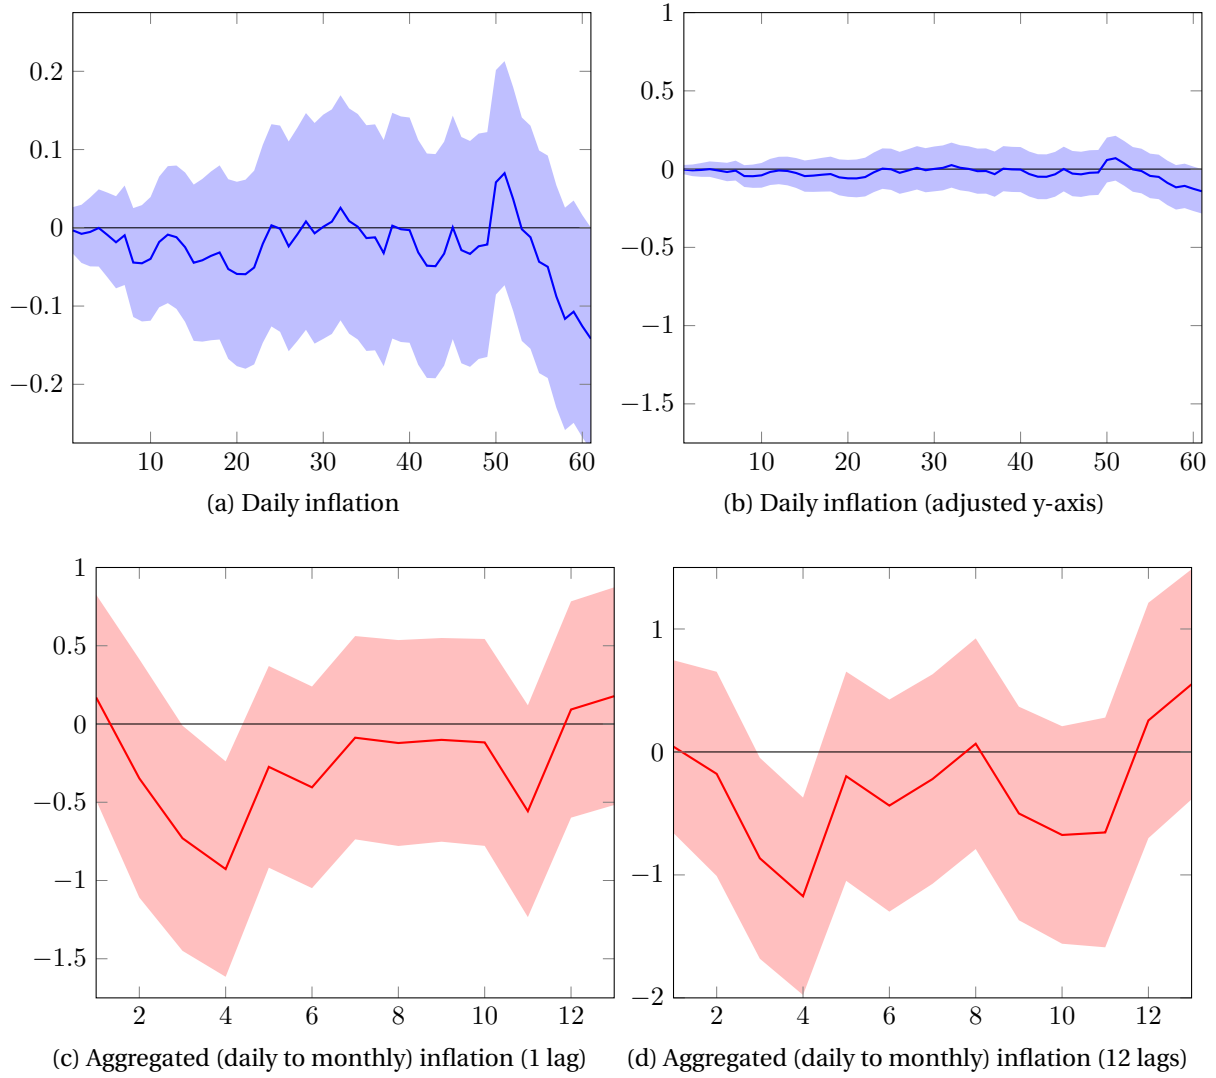 0.2
0.1
0
−0.1
−0.2
10 20 30 40 50 60
(a) Daily inflation
1
0.5
0
−0.5
−1
−1.5
10 20 30 40 50 60
(b) Daily inflation (adjusted y-axis)
1
0.5
0
−0.5
−1
−1.5
2 4 6 8 10 12
(c) Aggregated (daily to monthly) inflation (1 lag)
1
0
−1
−2
2 4 6 8 10 12
(d) Aggregated (daily to monthly) inflation (12 lags)